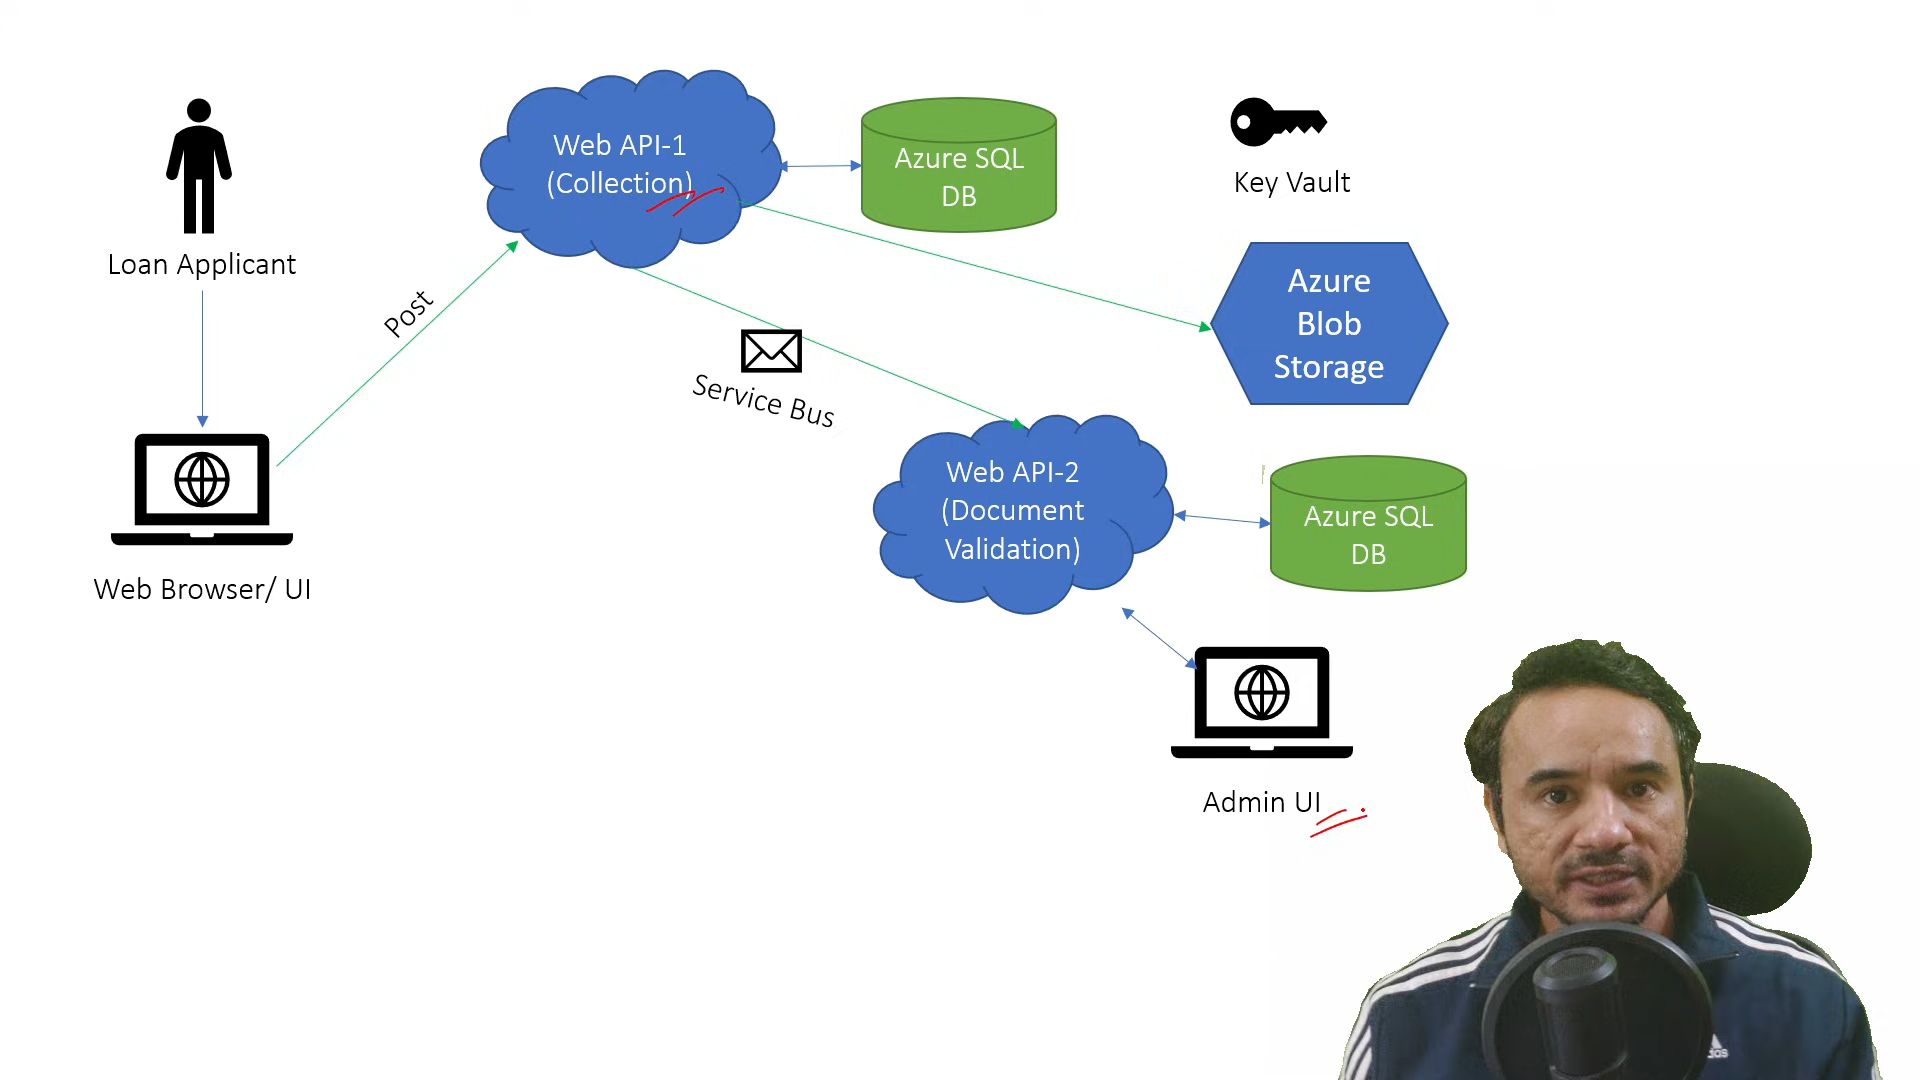 Loan Applicant
Web Browser/ UI
Post
Web API-1
(Collection)
Azure SQL
DB
Key Vault
Azure
Blob
Storage
Service Bus
Web API-2
(Document
Validation)
Azure SQL
DB
Admin UI